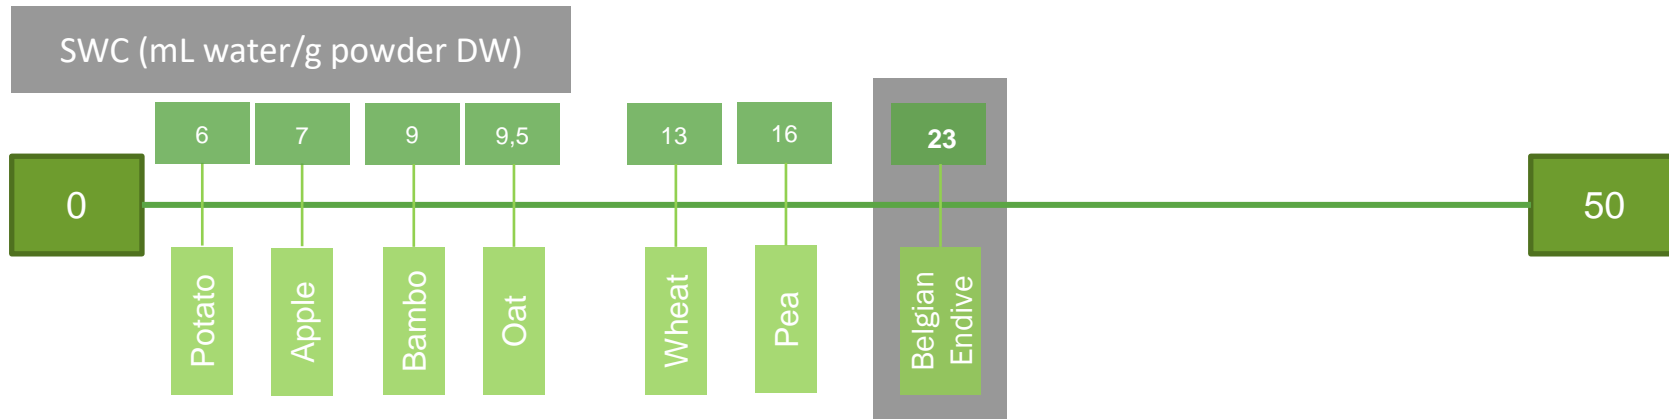 SWC (mL water/g powder DW)
6
7
9
9,5
13
16
23
0
50
Potato
Apple
Bambo
Oat
Wheat
Pea
Belgian
Endive